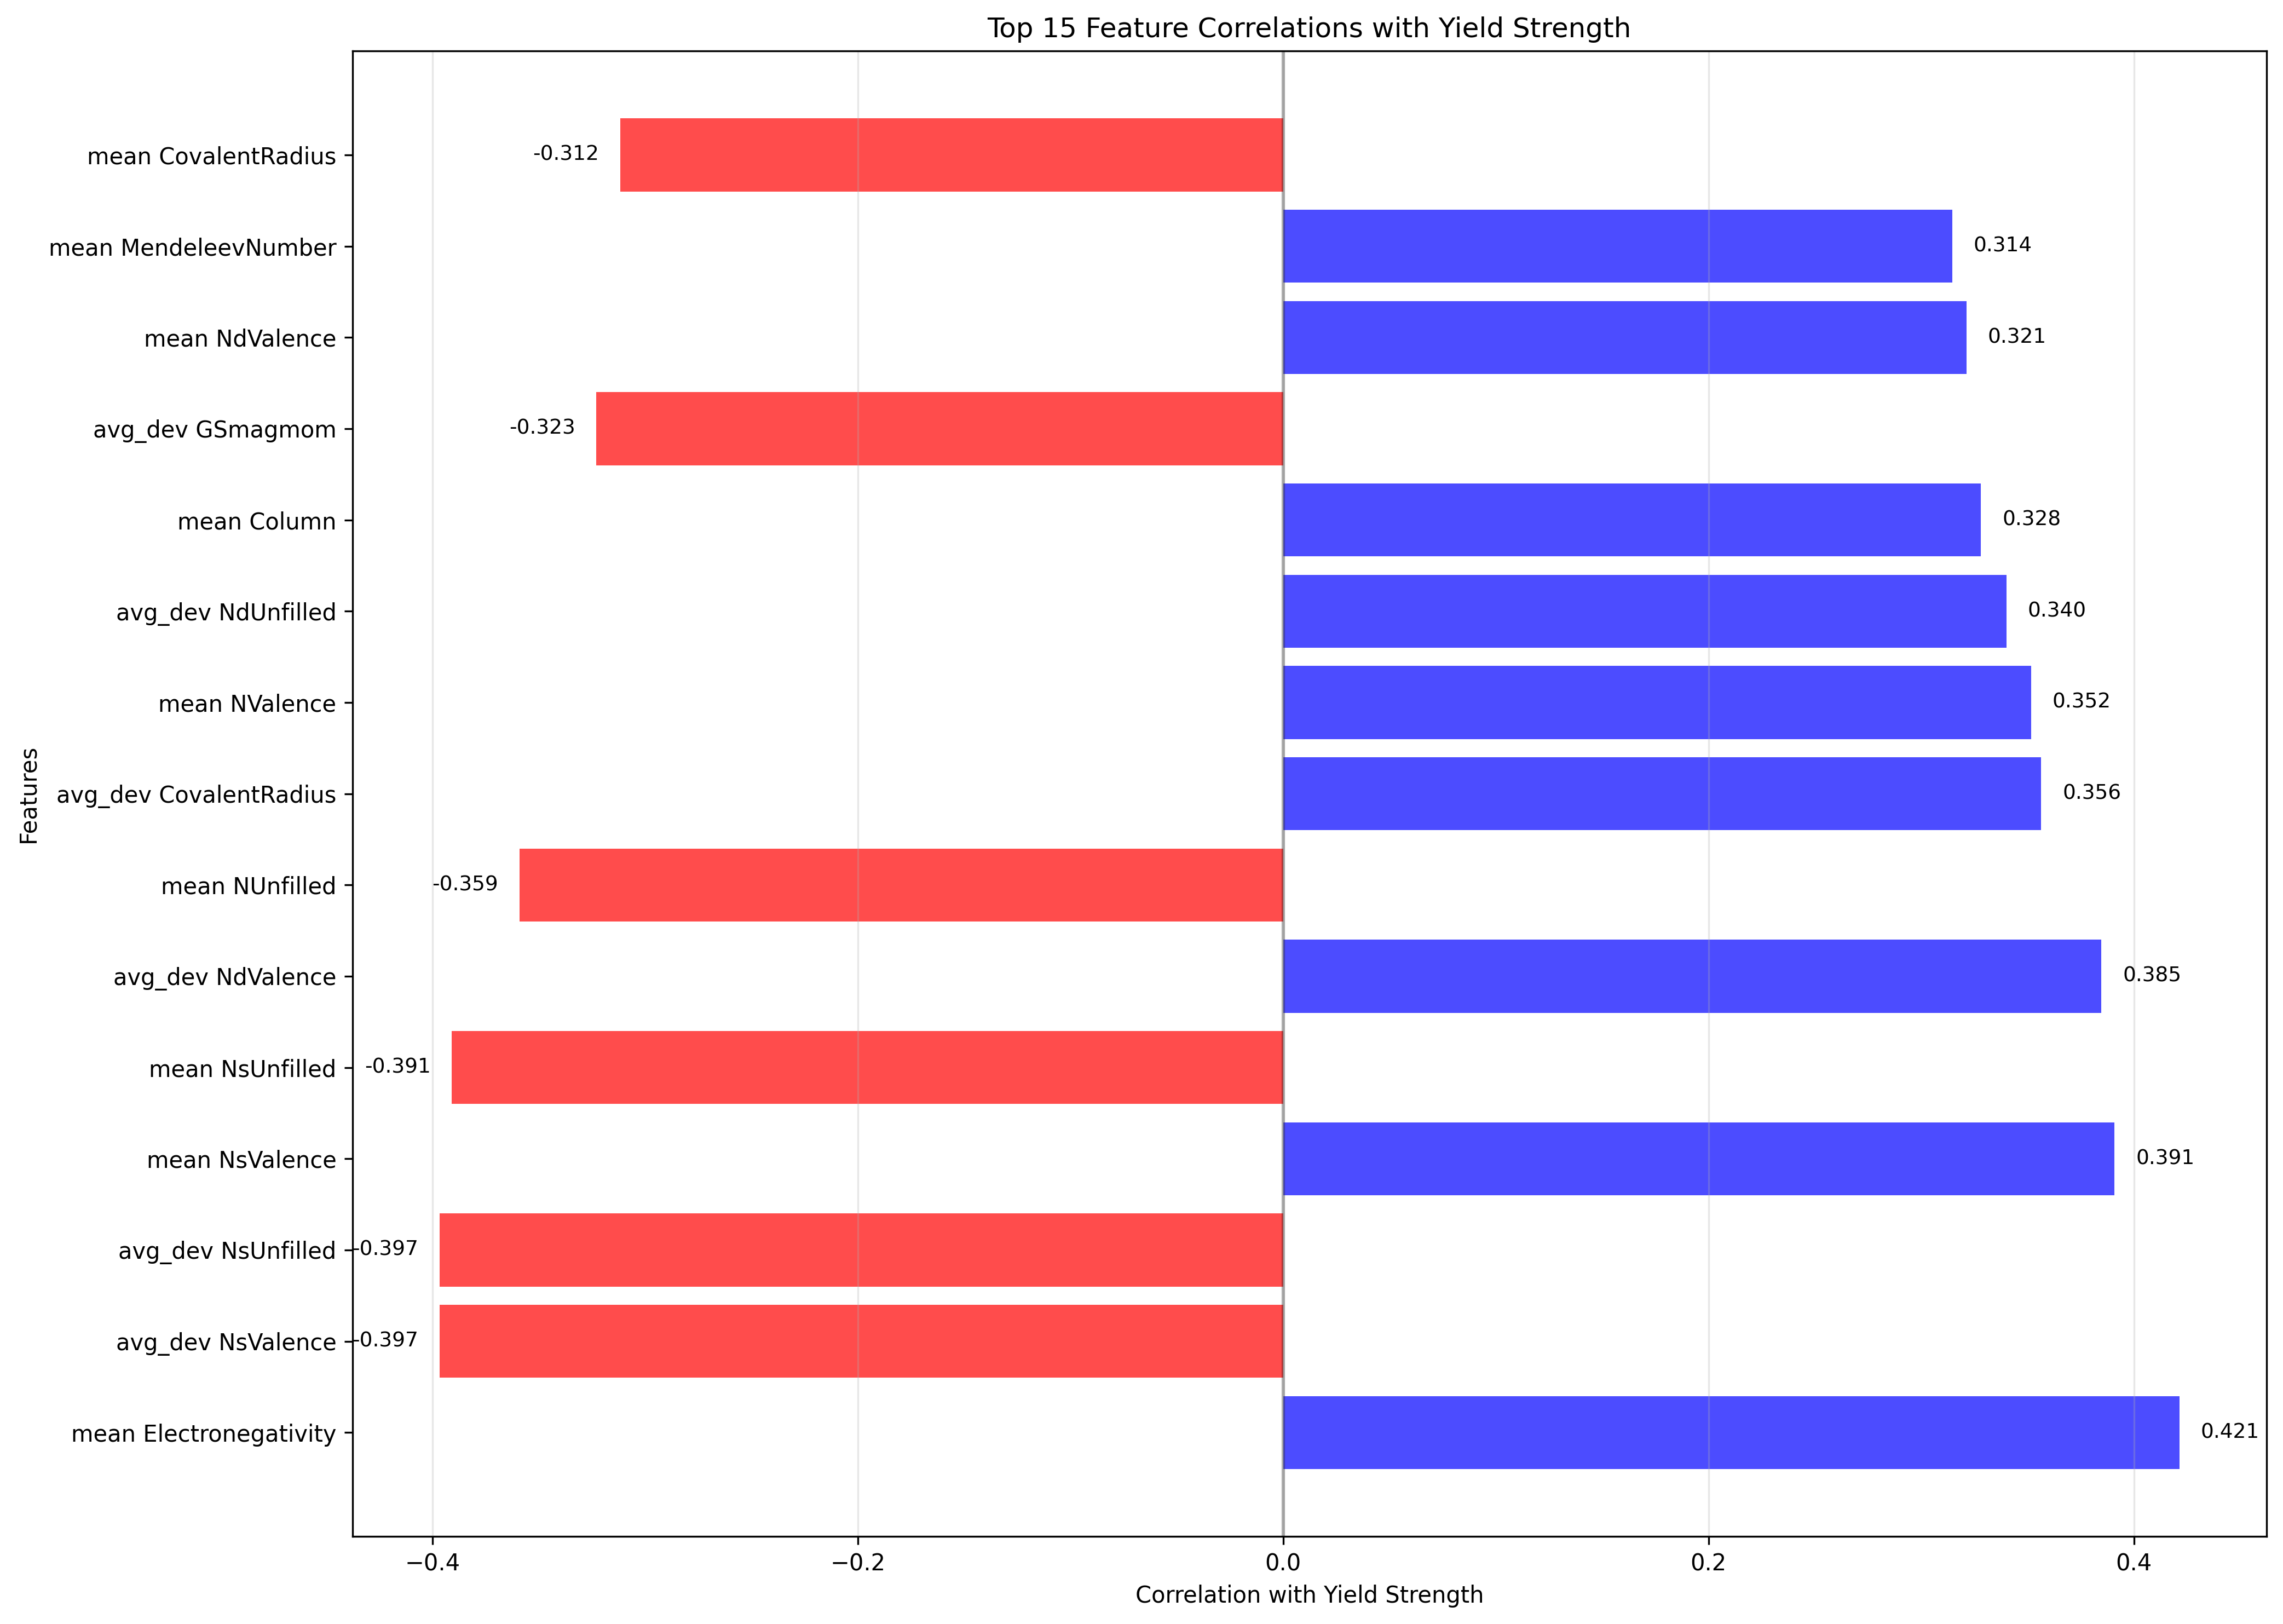 Top 15 Feature Correlations with Yield Strength
mean CovalentRadius
-0.312
mean MendeleevNumber
0.314
mean NdValence
0.321
avg_dev GSmagmom
-0.323
mean Column
0.328
avg_dev NdUnfilled
0.340
mean NValence
0.352
avg_dev CovalentRadius
0.356
mean NUnfilled
-0.359
avg_dev NdValence
0.385
mean NsUnfilled
-0.391
mean NsValence
0.391
avg_dev NsUnfilled
-0.397
avg_dev NsValence
-0.397
mean Electronegativity
0.421
Features
−0.4 −0.2 0.0 0.2 0.4
Correlation with Yield Strength